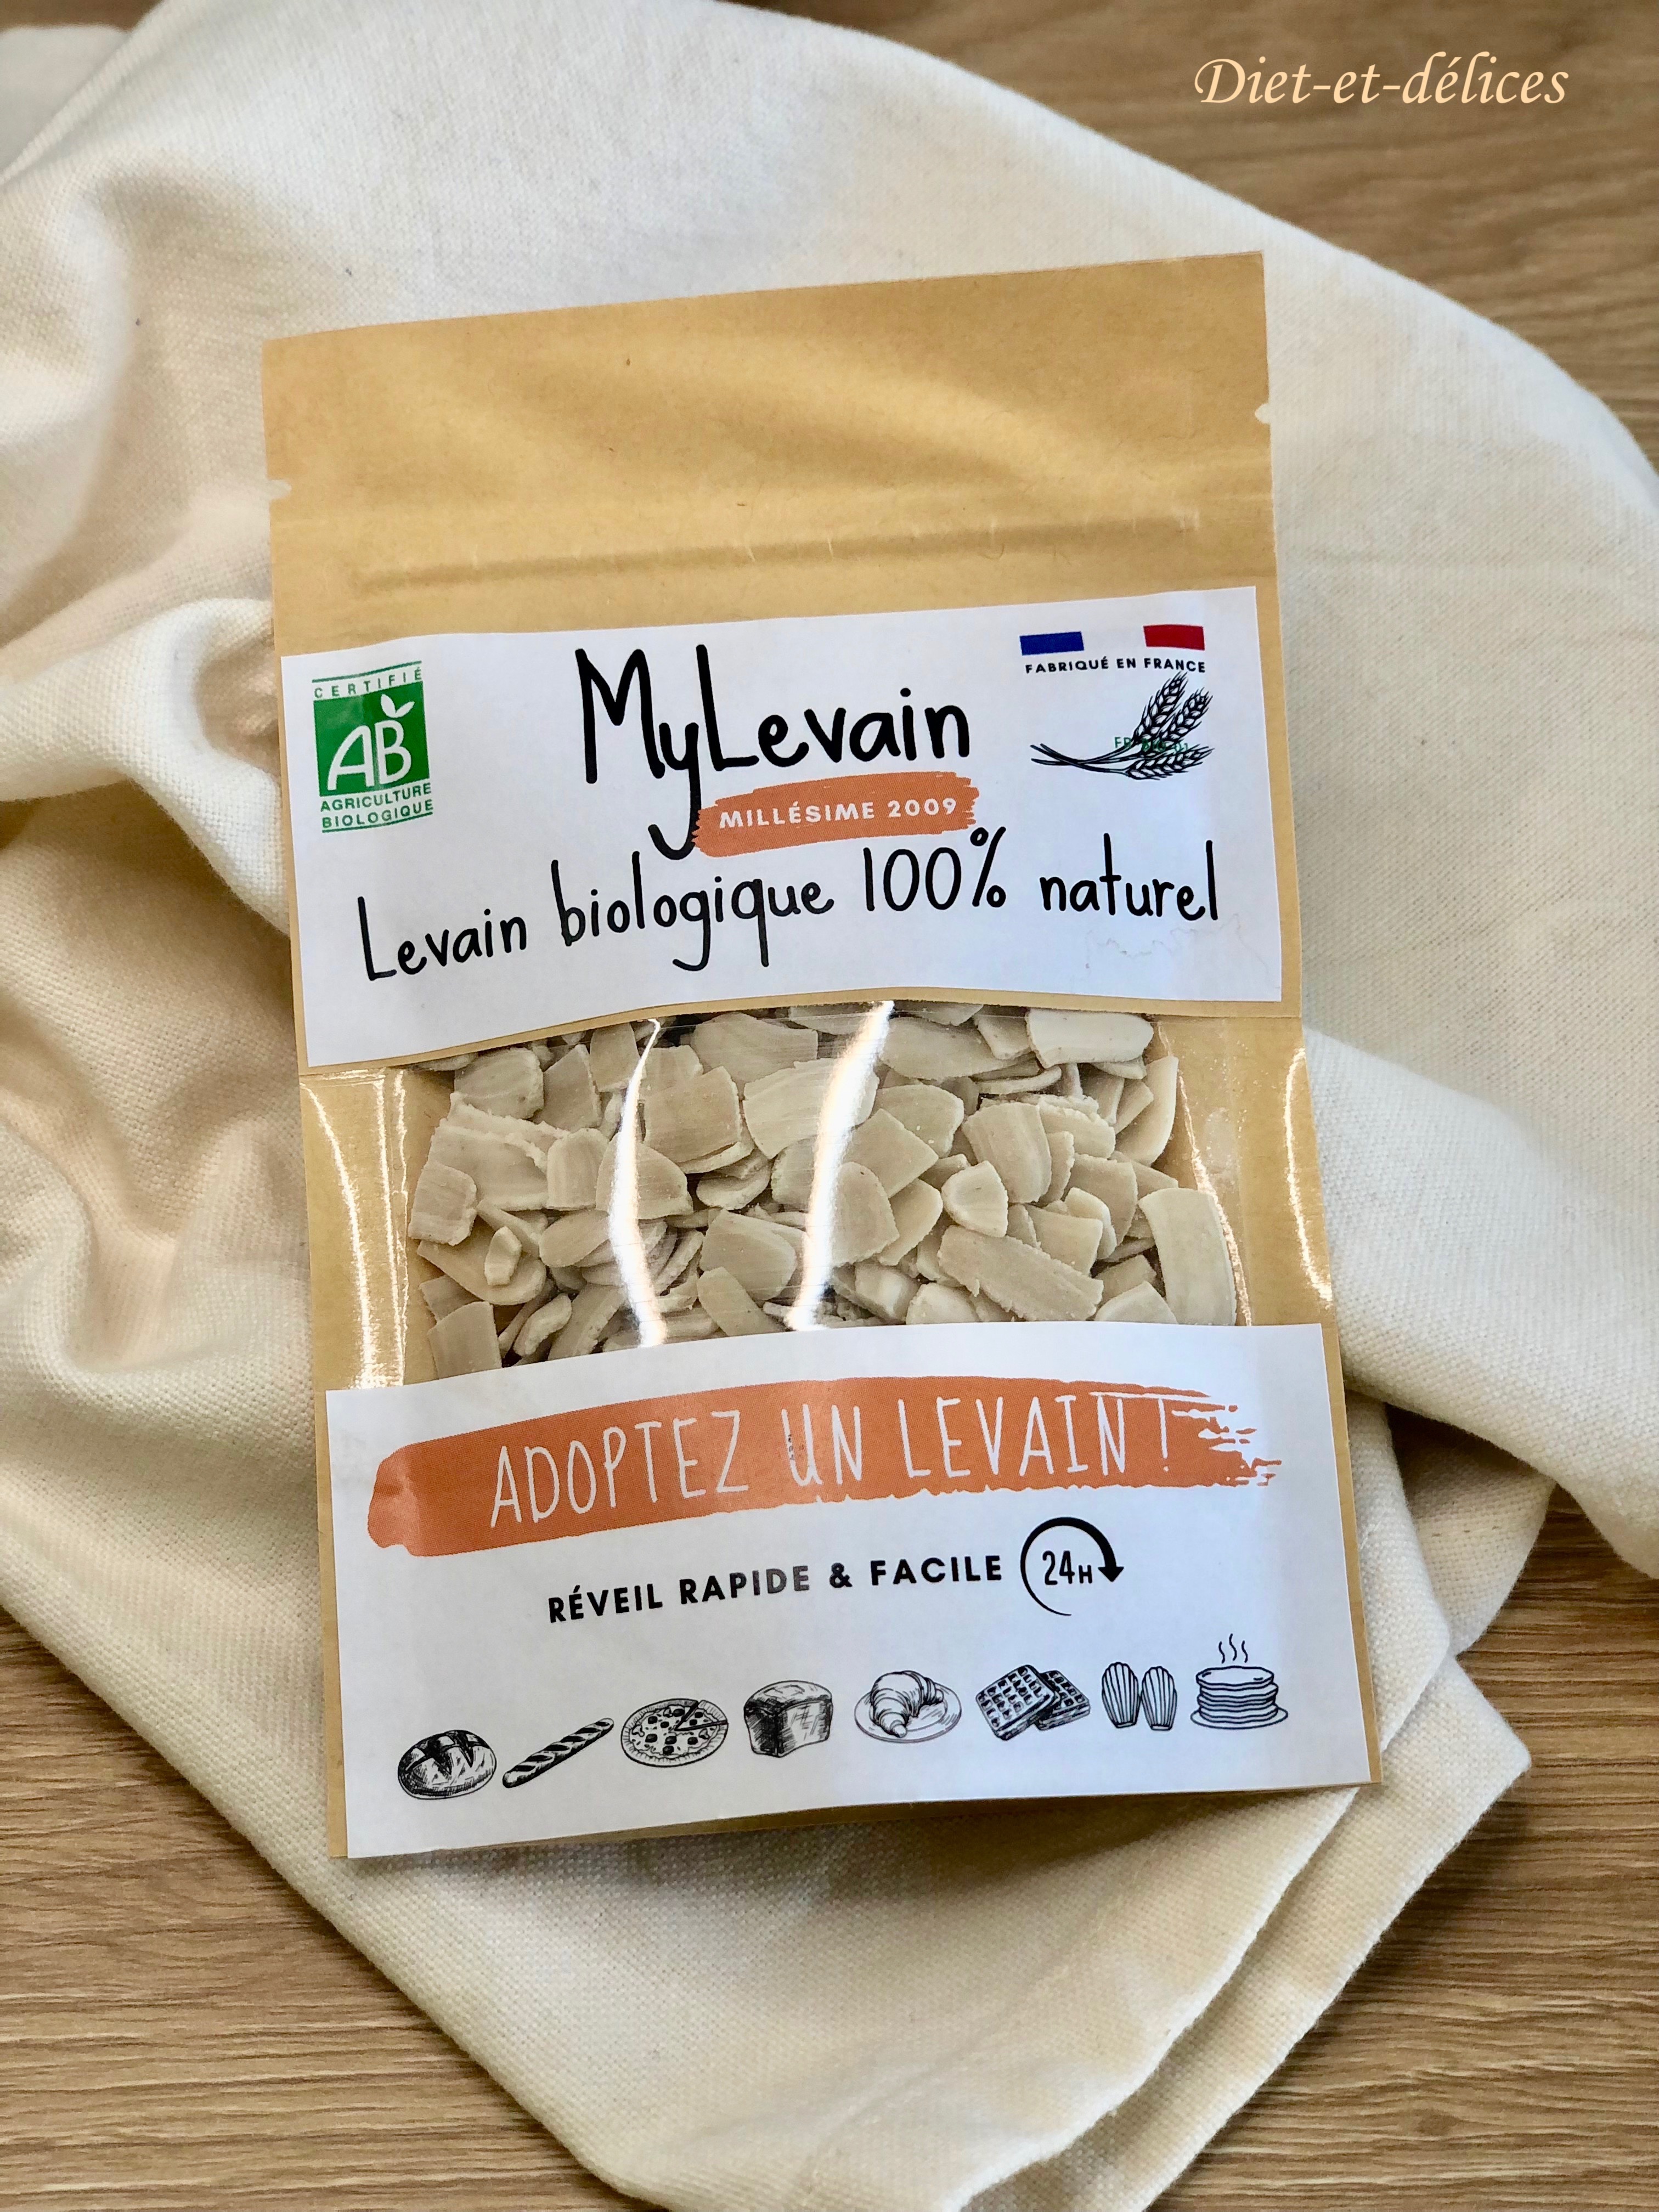 Diet-et-délices
CERTIFIÉ
AB
AGRICULTURE
BIOLOGIQUE
MyLevain
MILLÉSIME 2009
FABRIQUÉ EN FRANCE
Levain biologique 100% naturel
ADOPTEZ UN LEVAIN !
RÉVEIL RAPIDE & FACILE 24H